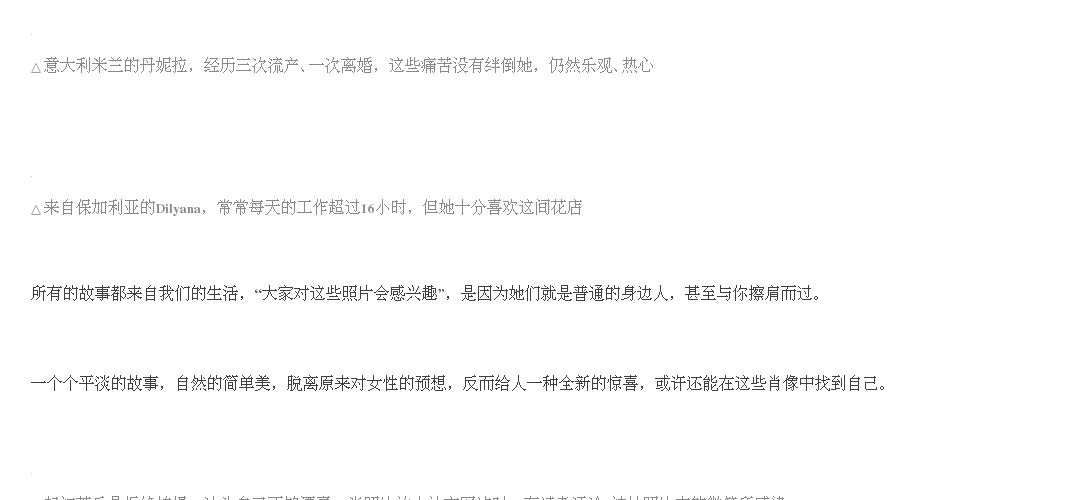 △意大利米兰的丹妮拉，经历三次流产、一次离婚，这些痛苦没有绊倒她，仍然乐观、热心
△来自保加利亚的Dilyana，常常每天的工作超过16小时，但她十分喜欢这间花店
所有的故事都来自我们的生活，“大家对这些照片会感兴趣”，是因为她们就是普通的身边人，甚至与你擦肩而过。
一个个平淡的故事，自然的简单美，脱离原来对女性的预想，反而给人一种全新的惊喜，或许还能在这些肖像中找到自己。